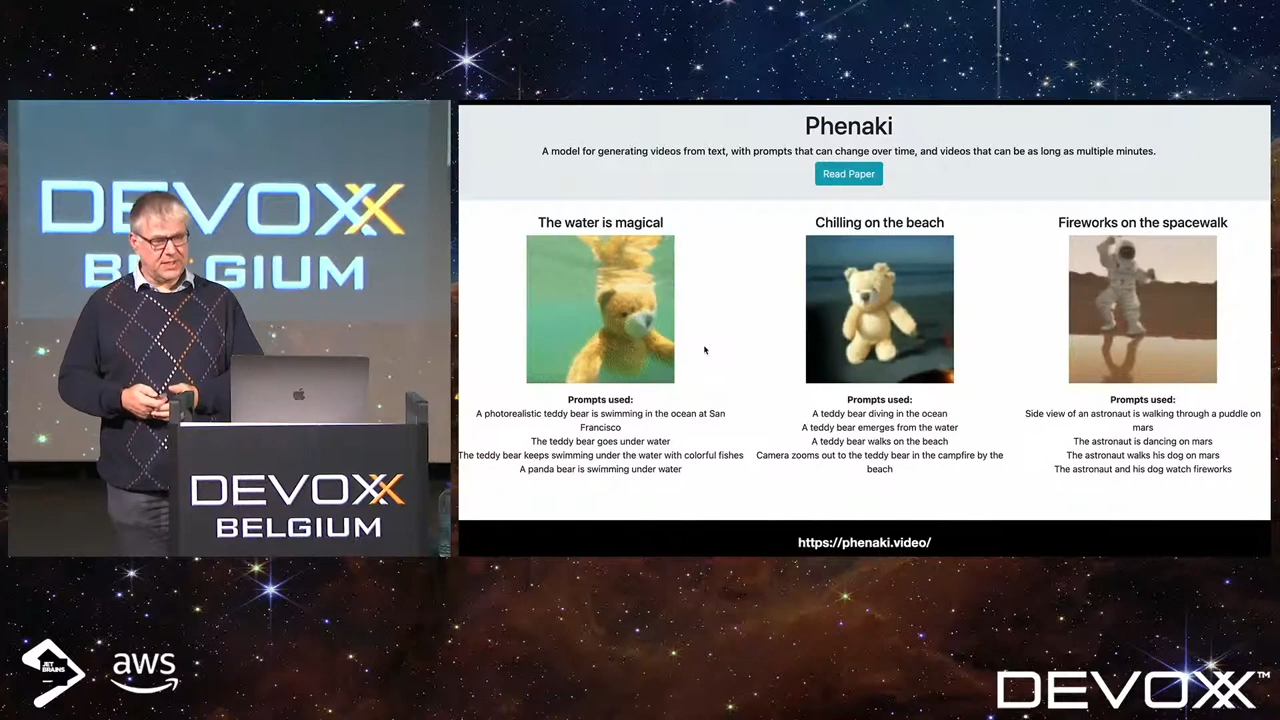 DEVOXX
BELGIUM
DEVOXX
BELGIUM
Phenaki
A model for generating videos from text, with prompts that can change over time, and videos that can be as long as multiple minutes.
Read Paper
The water is magical
Prompts used:
A photorealistic teddy bear is swimming in the ocean at San
Francisco
The teddy bear goes under water
The teddy bear keeps swimming under the water with colorful fishes
A panda bear is swimming under water
Chilling on the beach
Prompts used:
A teddy bear diving in the ocean
A teddy bear emerges from the water
A teddy bear walks on the beach
Camera zooms out to the teddy bear in the campfire by the
beach
Fireworks on the spacewalk
Prompts used:
Side view of an astronaut is walking through a puddle on
mars
The astronaut is dancing on mars
The astronaut walks his dog on mars
The astronaut and his dog watch fireworks
https://phenaki.video/
JET
BRAINS
aws
DEVOXX™